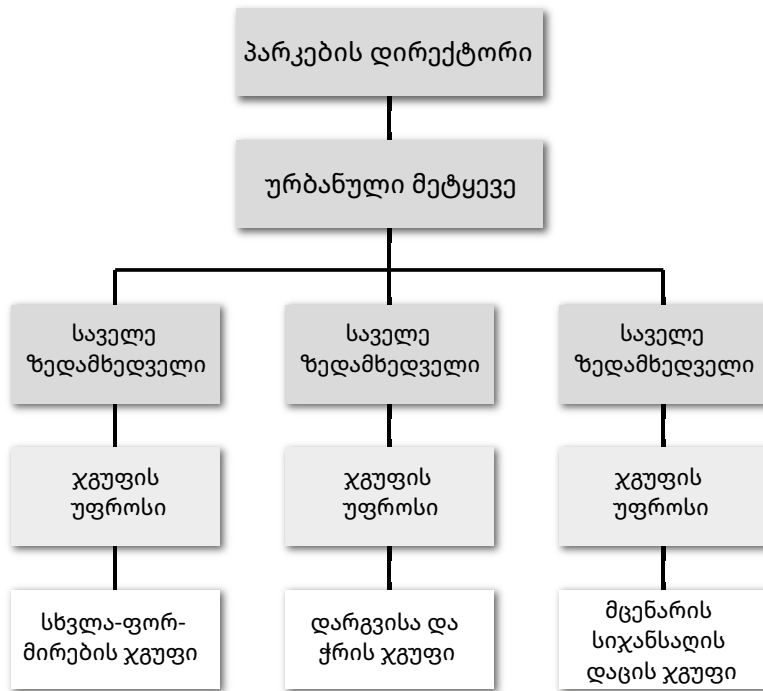 პარკების დირექტორი
ურბანული მეტყევე
საველე
ზედამხედველი
საველე
ზედამხედველი
საველე
ზედამხედველი
ჯგუფის
უფროსი
ჯგუფის
უფროსი
ჯგუფის
უფროსი
სხვლა-ფორ-
მირების ჯგუფი
დარგვისა და
ჭრის ჯგუფი
მცენარის
სიჯანსაღის
დაცის ჯგუფი